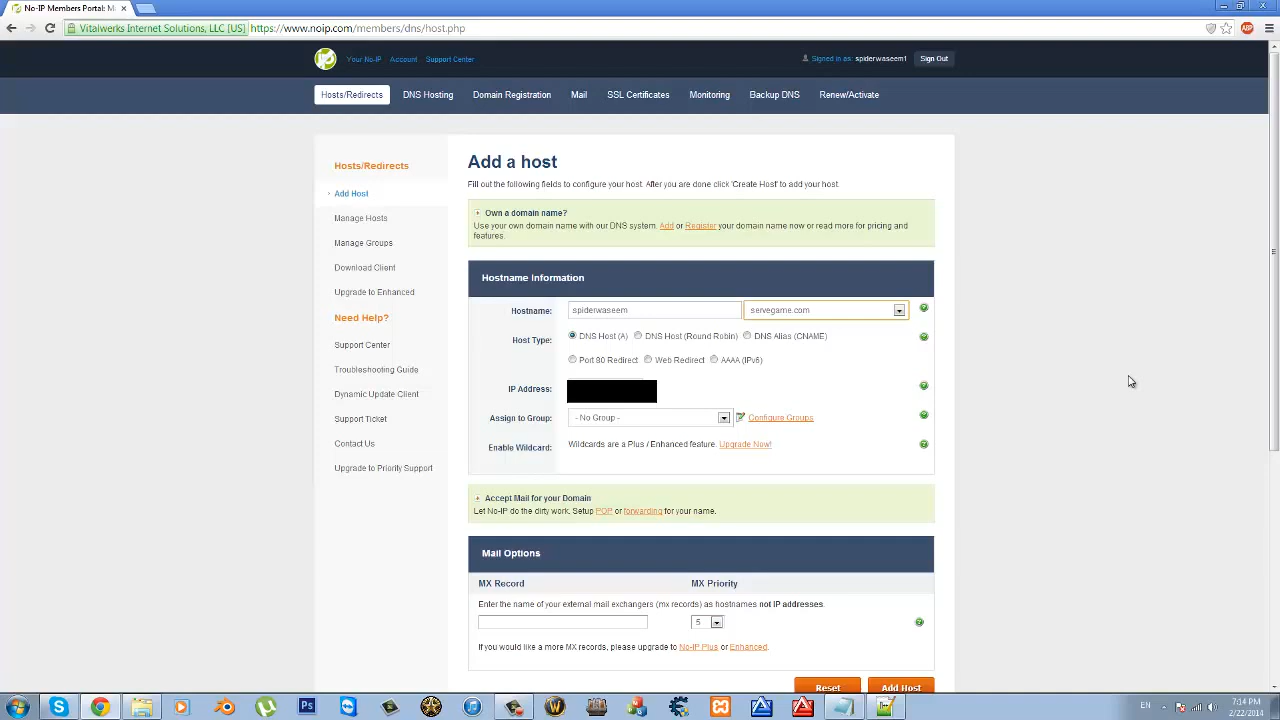 No-IP Members Portal: Ma
Vitalwerks Internet Solutions, LLC [US] https://www.noip.com/members/dns/host.php
ABP
Your No-IP Account Support Center
Signed in as: spiderwaseem1 Sign Out
Hosts/Redirects DNS Hosting Domain Registration Mail SSL Certificates Monitoring Backup DNS Renew/Activate
Hosts/Redirects
Add Host
Manage Hosts
Manage Groups
Download Client
Upgrade to Enhanced
Need Help?
Support Center
Troubleshooting Guide
Dynamic Update Client
Support Ticket
Contact Us
Upgrade to Priority Support
Add a host
Fill out the following fields to configure your host. After you are done click 'Create Host' to add your host.
Own a domain name?
Use your own domain name with our DNS system. Add or Register your domain name now or read more for pricing and
features.
Hostname Information
Hostname: spiderwaseem servegame.com
Host Type: DNS Host (A) DNS Host (Round Robin) DNS Alias (CNAME)
Port 80 Redirect Web Redirect AAAA (IPv6)
IP Address:
Assign to Group: - No Group - Configure Groups
Enable Wildcard: Wildcards are a Plus / Enhanced feature. Upgrade Now!
Accept Mail for your Domain
Let No-IP do the dirty work. Setup POP or forwarding for your name.
Mail Options
MX Record MX Priority
Enter the name of your external mail exchangers (mx records) as hostnames not IP addresses.
5
If you would like a more MX records, please upgrade to No-IP Plus or Enhanced.
Reset Add Host
EN 7:14 PM
2/22/2014